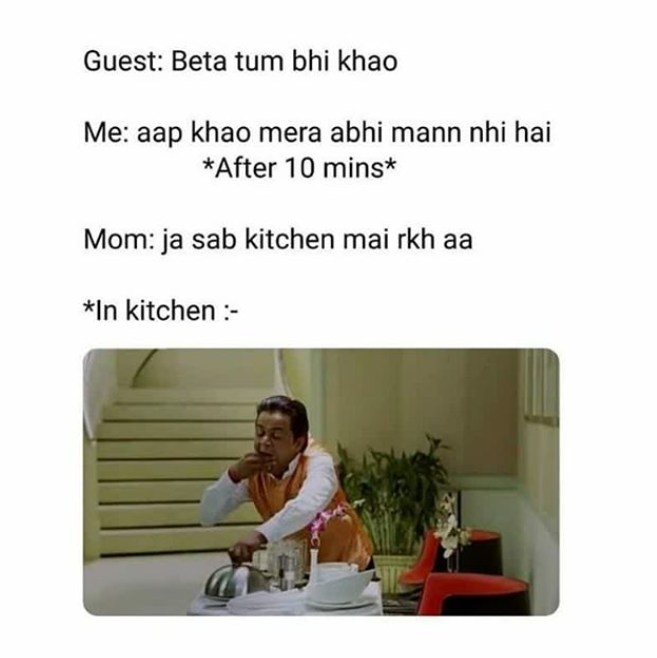 Guest: Beta tum bhi khao
Me: aap khao mera abhi mann nhi hai
*After 10 mins*
Mom: ja sab kitchen mai rkh aa
*In kitchen :-